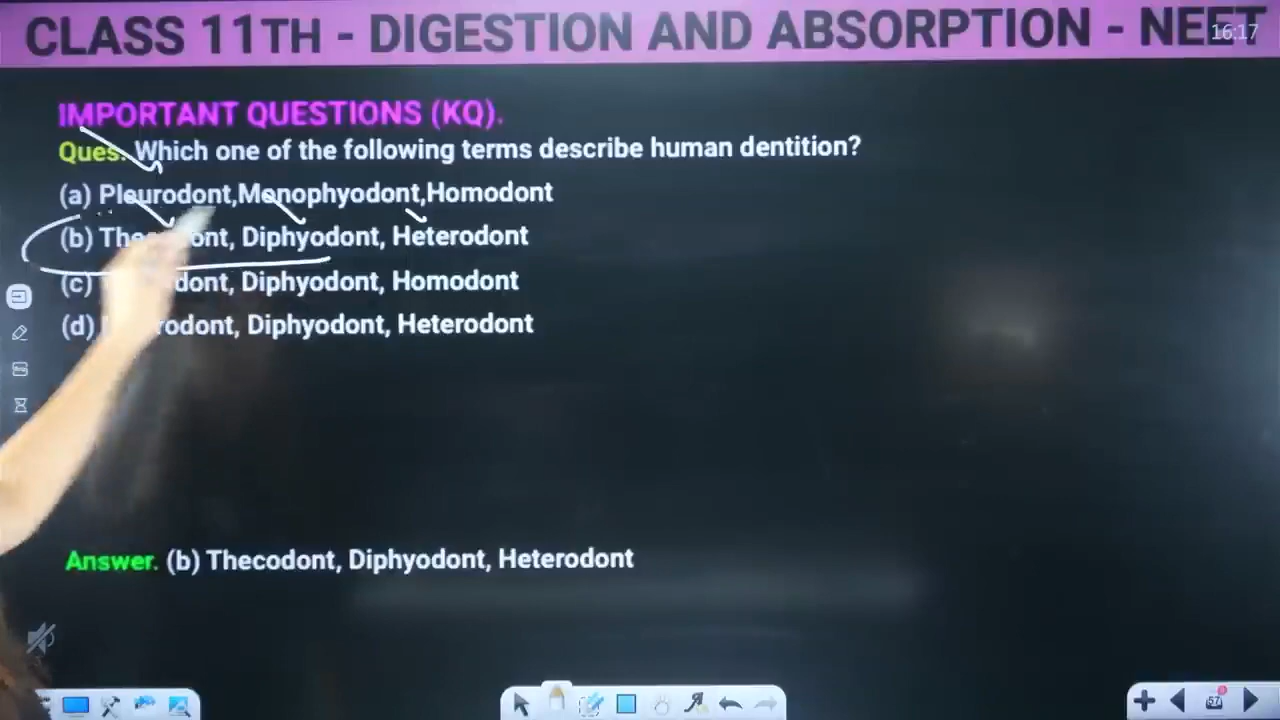 CLASS 11TH - DIGESTION AND ABSORPTION - NEET
16:17
IMPORTANT QUESTIONS (KQ).
Ques. Which one of the following terms describe human dentition?
(a) Pleurodont,Monophyodont,Homodont
(b) Diphyodont, Heterodont
(c) Diphyodont, Homodont
(d) Diphyodont, Heterodont
Answer. (b) Thecodont, Diphyodont, Heterodont